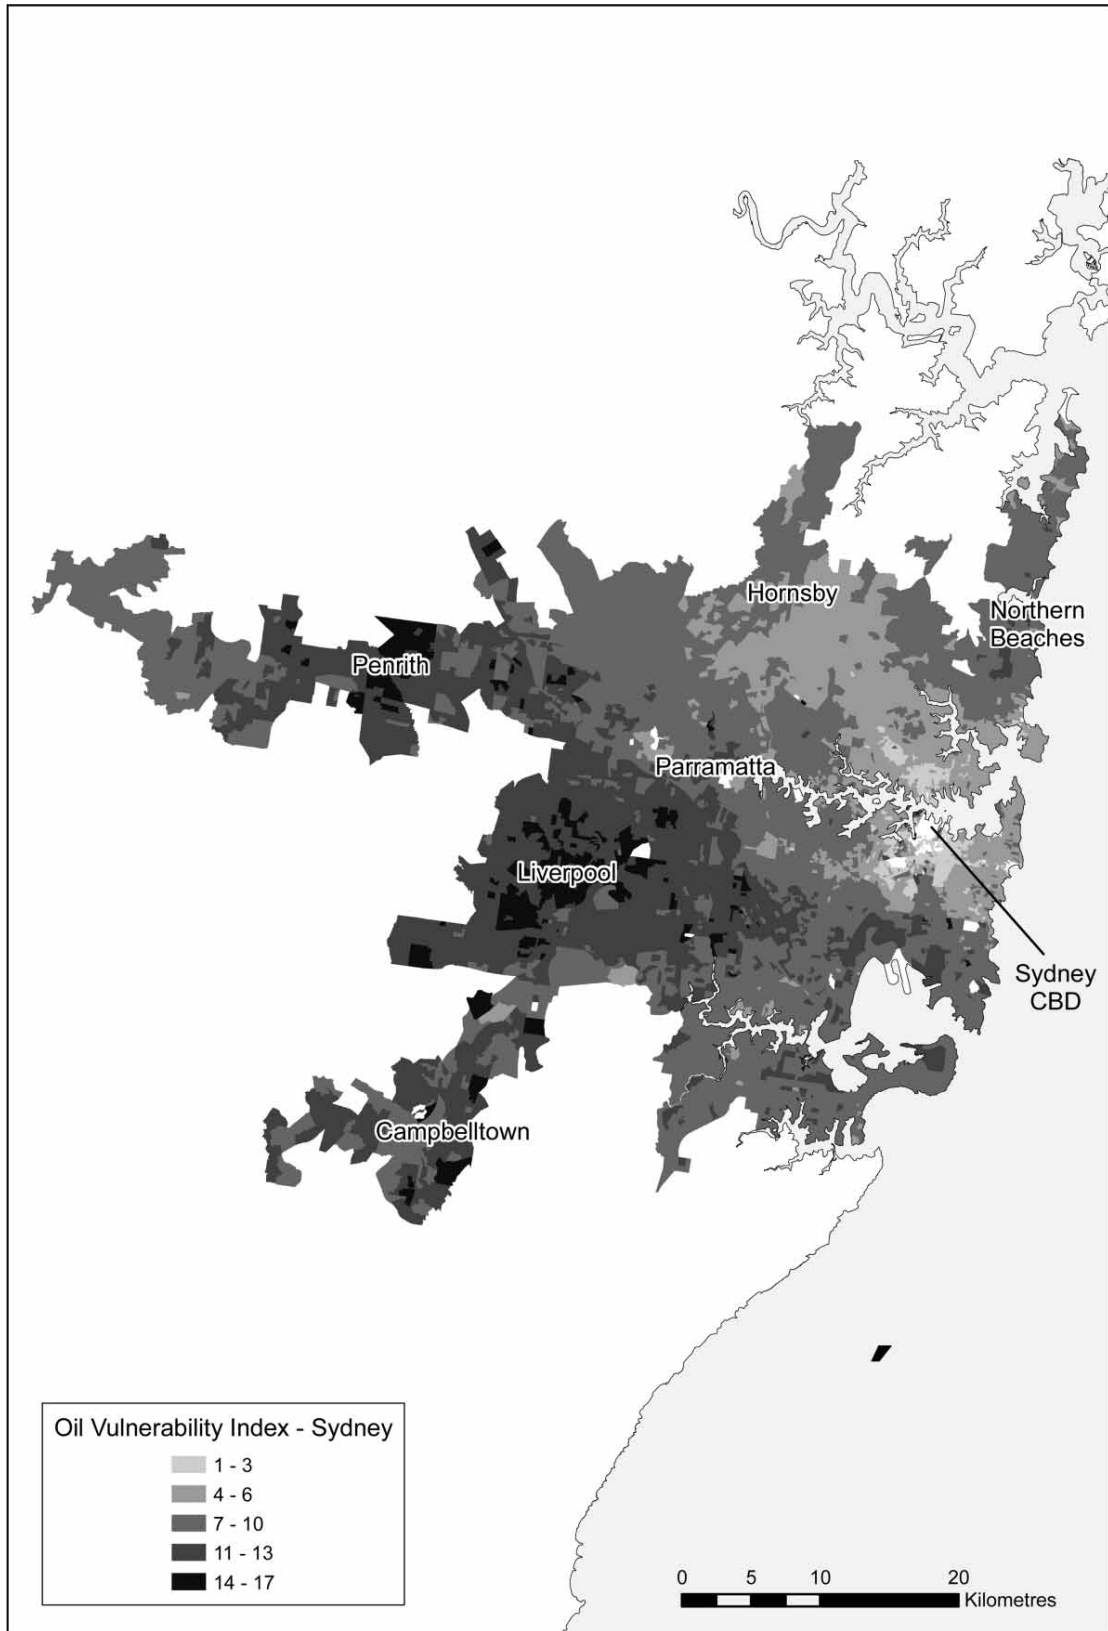 Hornsby
Northern
Beaches
Penrith
Parramatta
Liverpool
Sydney
CBD
Campbelltown
Oil Vulnerability Index - Sydney
1 - 3
4 - 6
7 - 10
11 - 13
14 - 17
0 5 10 20
Kilometres